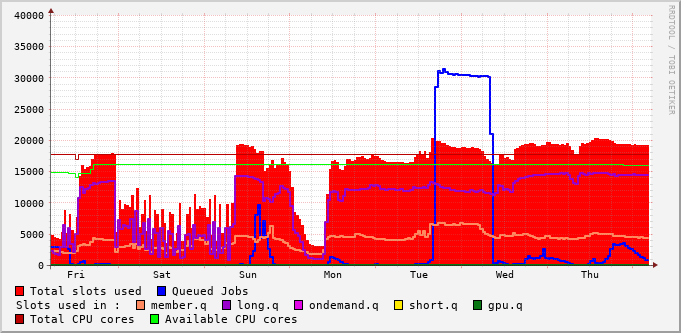 40000
35000
30000
25000
20000
15000
10000
5000
0
Fri Sat Sun Mon Tue Wed Thu
RRDTOOL / TOBI OETIKER
Total slots used Queued Jobs
Slots used in : member.q long.q ondemand.q short.q gpu.q
Total CPU cores Available CPU cores